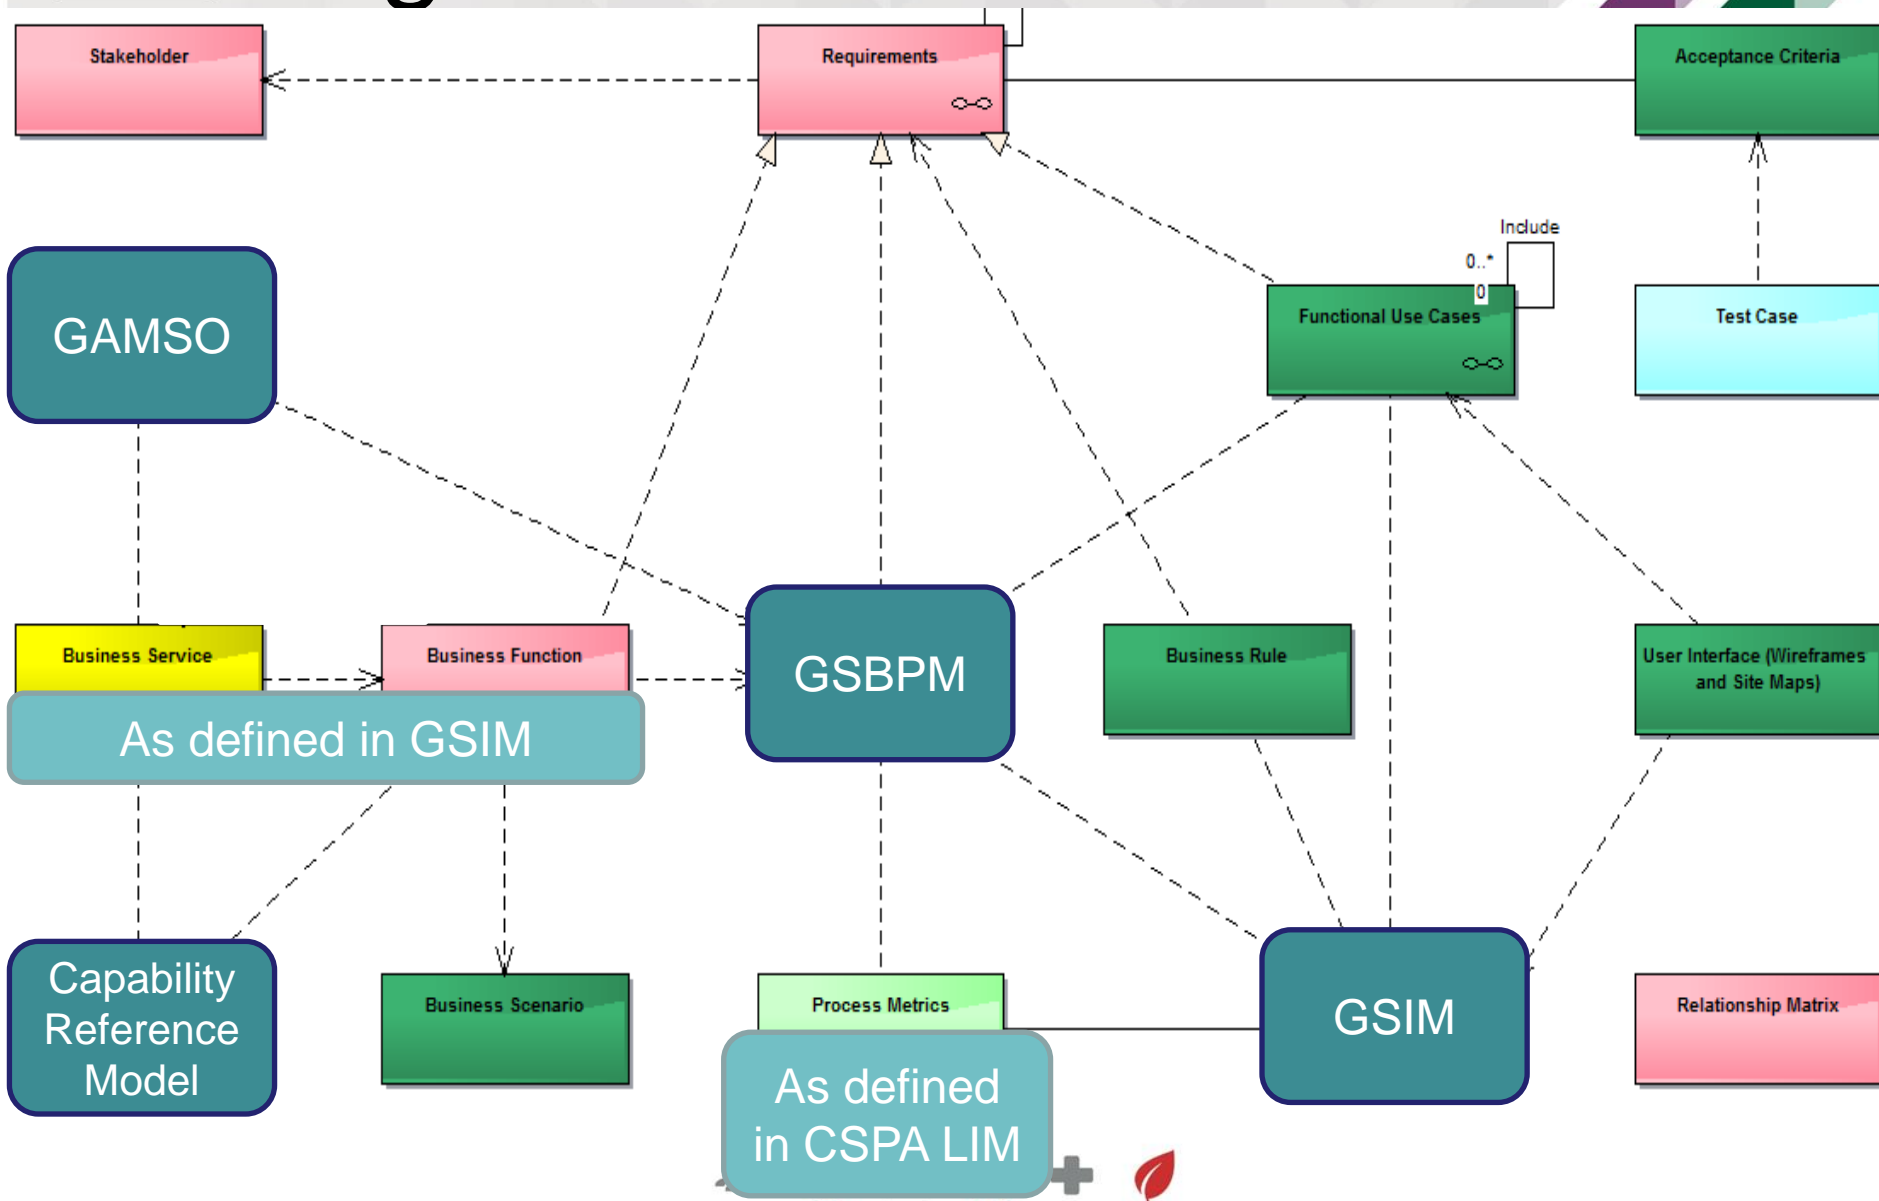 Stakeholder
Requirements
Acceptance Criteria
Include
0..*
0
Functional Use Cases
Test Case
GAMSO
Business Service
Business Function
GSBPM
Business Rule
User Interface (Wireframes
and Site Maps)
As defined in GSIM
Capability
Reference
Model
Business Scenario
Process Metrics
GSIM
Relationship Matrix
As defined
in CSPA LIM